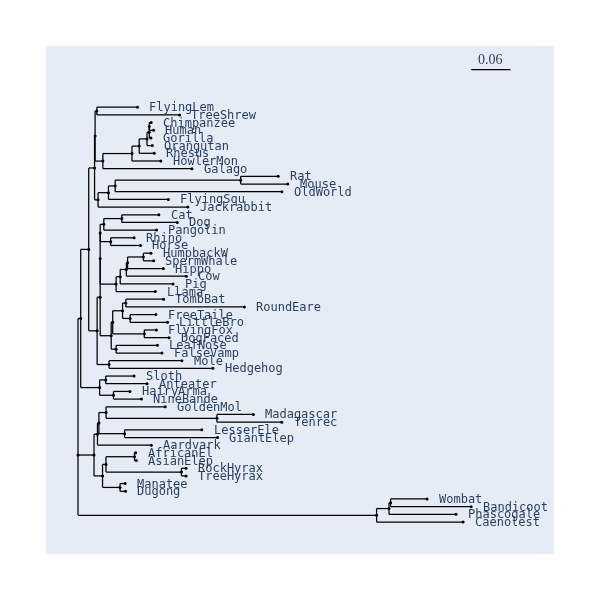 0.06
FlyingLem
TreeShrew
Chimpanzee
Human
Gorilla
Orangutan
Rhesus
HowlerMon
Galago
Rat
Mouse
OldWorld
FlyingSqu
Jackrabbit
Cat
Dog
Pangolin
Rhino
Horse
HumpbackW
SpermWhale
Hippo
Cow
Pig
Llama
TombBat
RoundEare
FreeTaile
LittleBro
FlyingFox
DogFaced
LeafNose
FalseVamp
Mole
Hedgehog
Sloth
Anteater
HairyArma
NineBande
GoldenMol
Madagascar
Tenrec
LesserEle
GiantElep
Aardvark
AfricanEl
AsianElep
RockHyrax
TreeHyrax
Manatee
Dugong
Wombat
Bandicoot
Phascogale
Caenolest